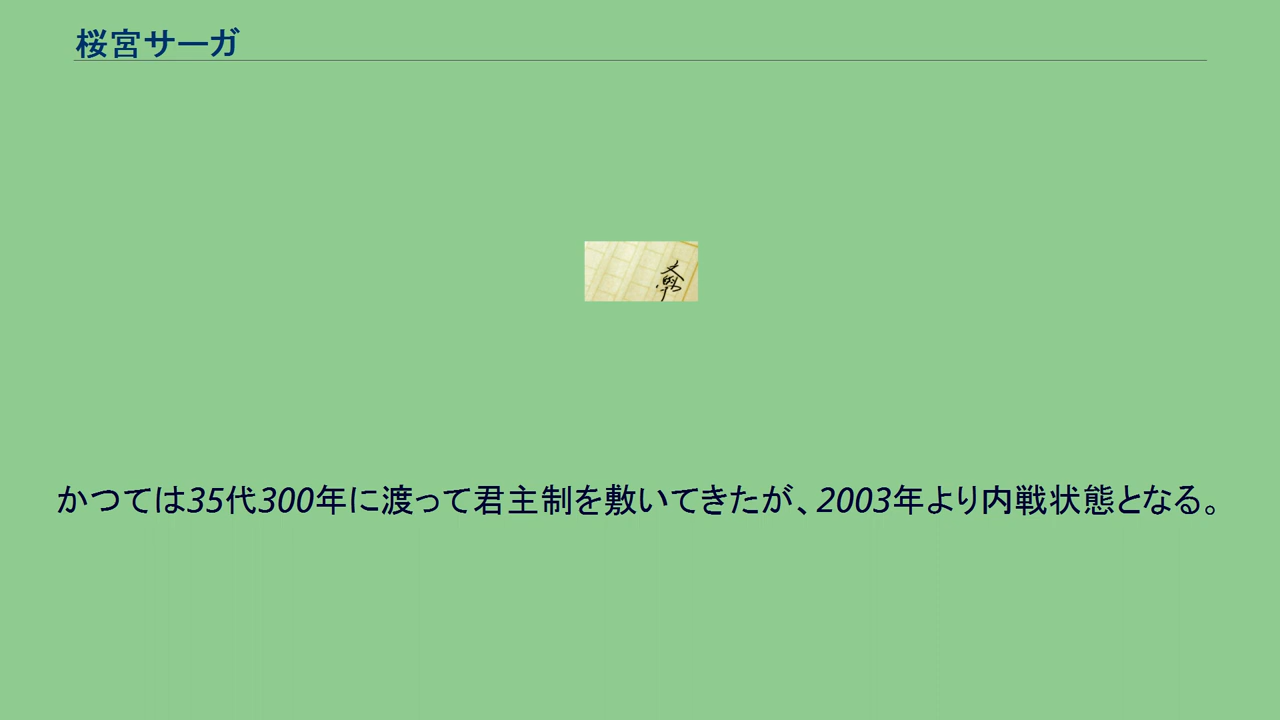 桜宮サーガ
かつては35代300年に渡って君主制を敷いてきたが、2003年より内戦状態となる。